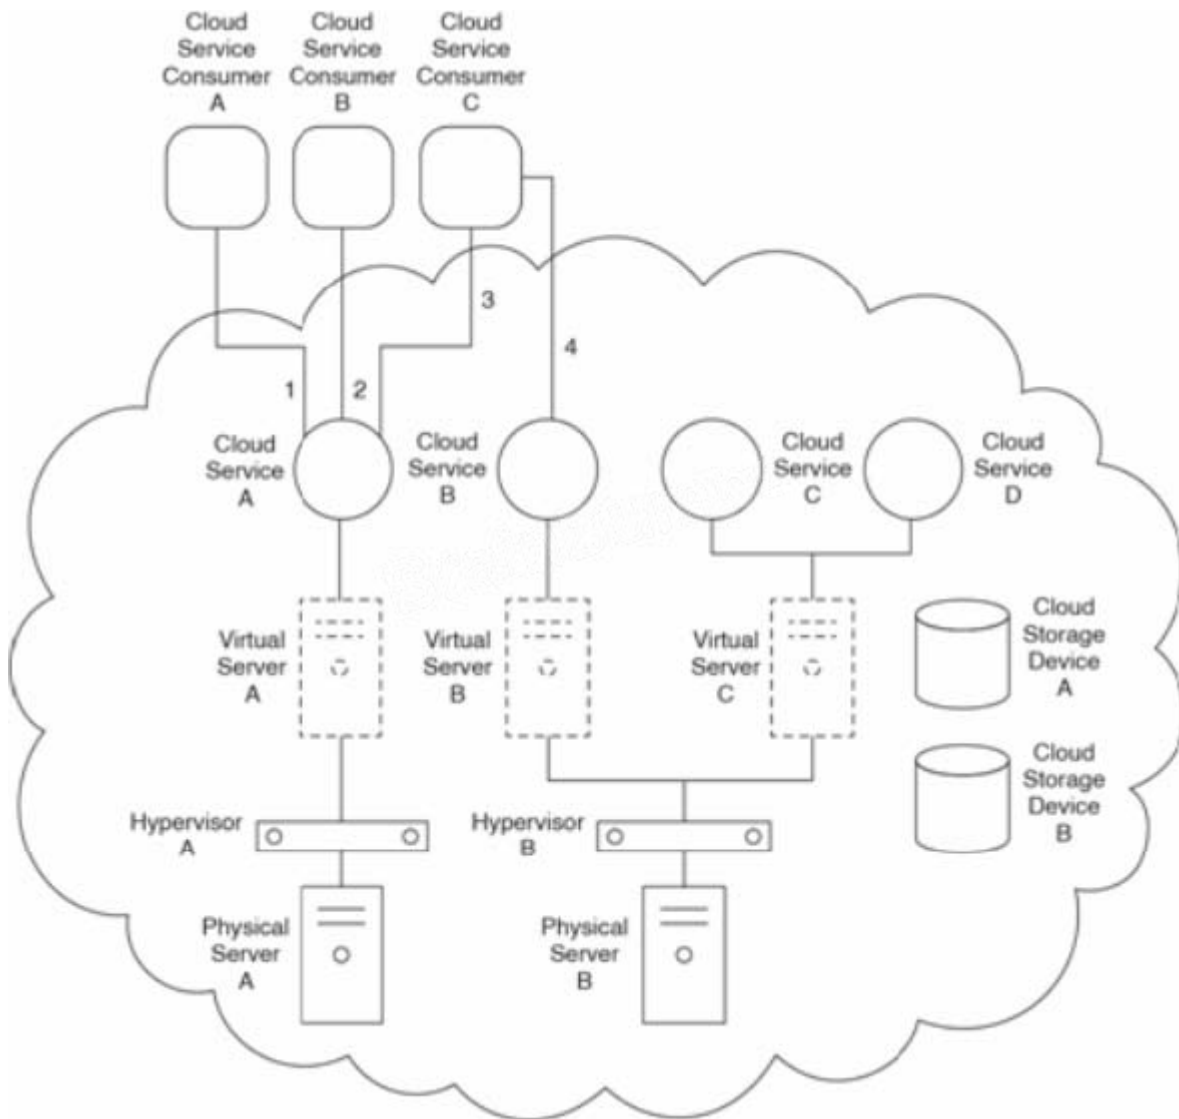 Cloud
Service
Consumer
A
Cloud
Service
Consumer
B
Cloud
Service
Consumer
C
3
4
1
2
Cloud
Service
A
Cloud
Service
B
Cloud
Service
C
Cloud
Service
D
Virtual
Server
A
Virtual
Server
B
Virtual
Server
C
Cloud
Storage
Device
A
Cloud
Storage
Device
B
Hypervisor
A
Hypervisor
B
Physical
Server
A
Physical
Server
B